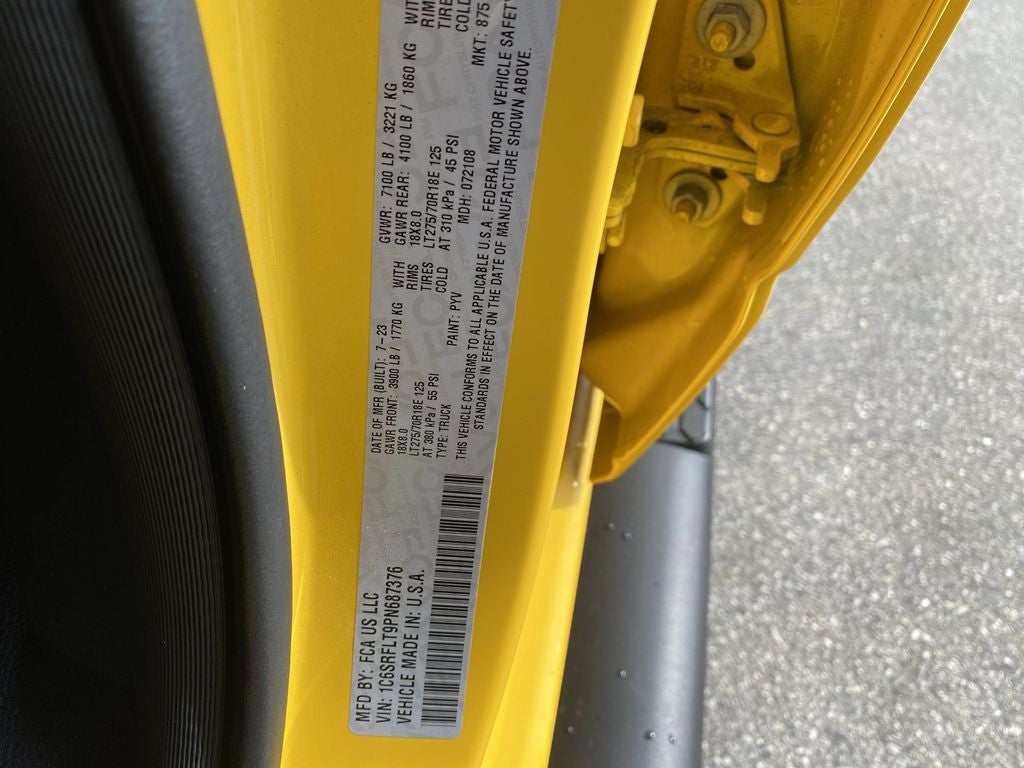 MFD BY: FCA US LLC
VIN: 1C6SRFLT9PN687376
VEHICLE MADE IN: U.S.A.
DATE OF MFR (BUILT): 7-23 GVWR: 7100 LB / 3221 KG
GAWR FRONT: 3900 LB / 1770 KG WITH GAWR REAR: 4100 LB / 1860 KG WITH
18X8.0 RIMS 18X8.0 RIMS
LT275/70R18E 125 TIRES LT275/70R18E 125 TIRES
AT 380 kPa / 55 PSI COLD AT 310 kPa / 45 PSI COLD
TYPE: TRUCK PAINT: PYV MDH: 072108 MKT: 875
THIS VEHICLE CONFORMS TO ALL APPLICABLE U.S.A. FEDERAL MOTOR VEHICLE SAFETY
STANDARDS IN EFFECT ON THE DATE OF MANUFACTURE SHOWN ABOVE.